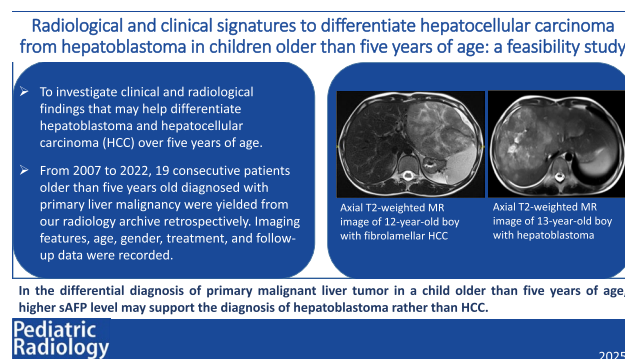 Radiological and clinical signatures to differentiate hepatocellular carcinoma
from hepatoblastoma in children older than five years of age: a feasibility study
➢ To investigate clinical and radiological
findings that may help differentiate
hepatoblastoma and hepatocellular
carcinoma (HCC) over five years of age.
➢ From 2007 to 2022, 19 consecutive patients
older than five years old diagnosed with
primary liver malignancy were yielded from
our radiology archive retrospectively. Imaging
features, age, gender, treatment, and follow-
up data were recorded.
Axial T2-weighted MR
image of 12-year-old boy
with fibrolamellar HCC
Axial T2-weighted MR
image of 13-year-old boy
with hepatoblastoma
In the differential diagnosis of primary malignant liver tumor in a child older than five years of age,
higher sAFP level may support the diagnosis of hepatoblastoma rather than HCC.
Pediatric
Radiology
2025